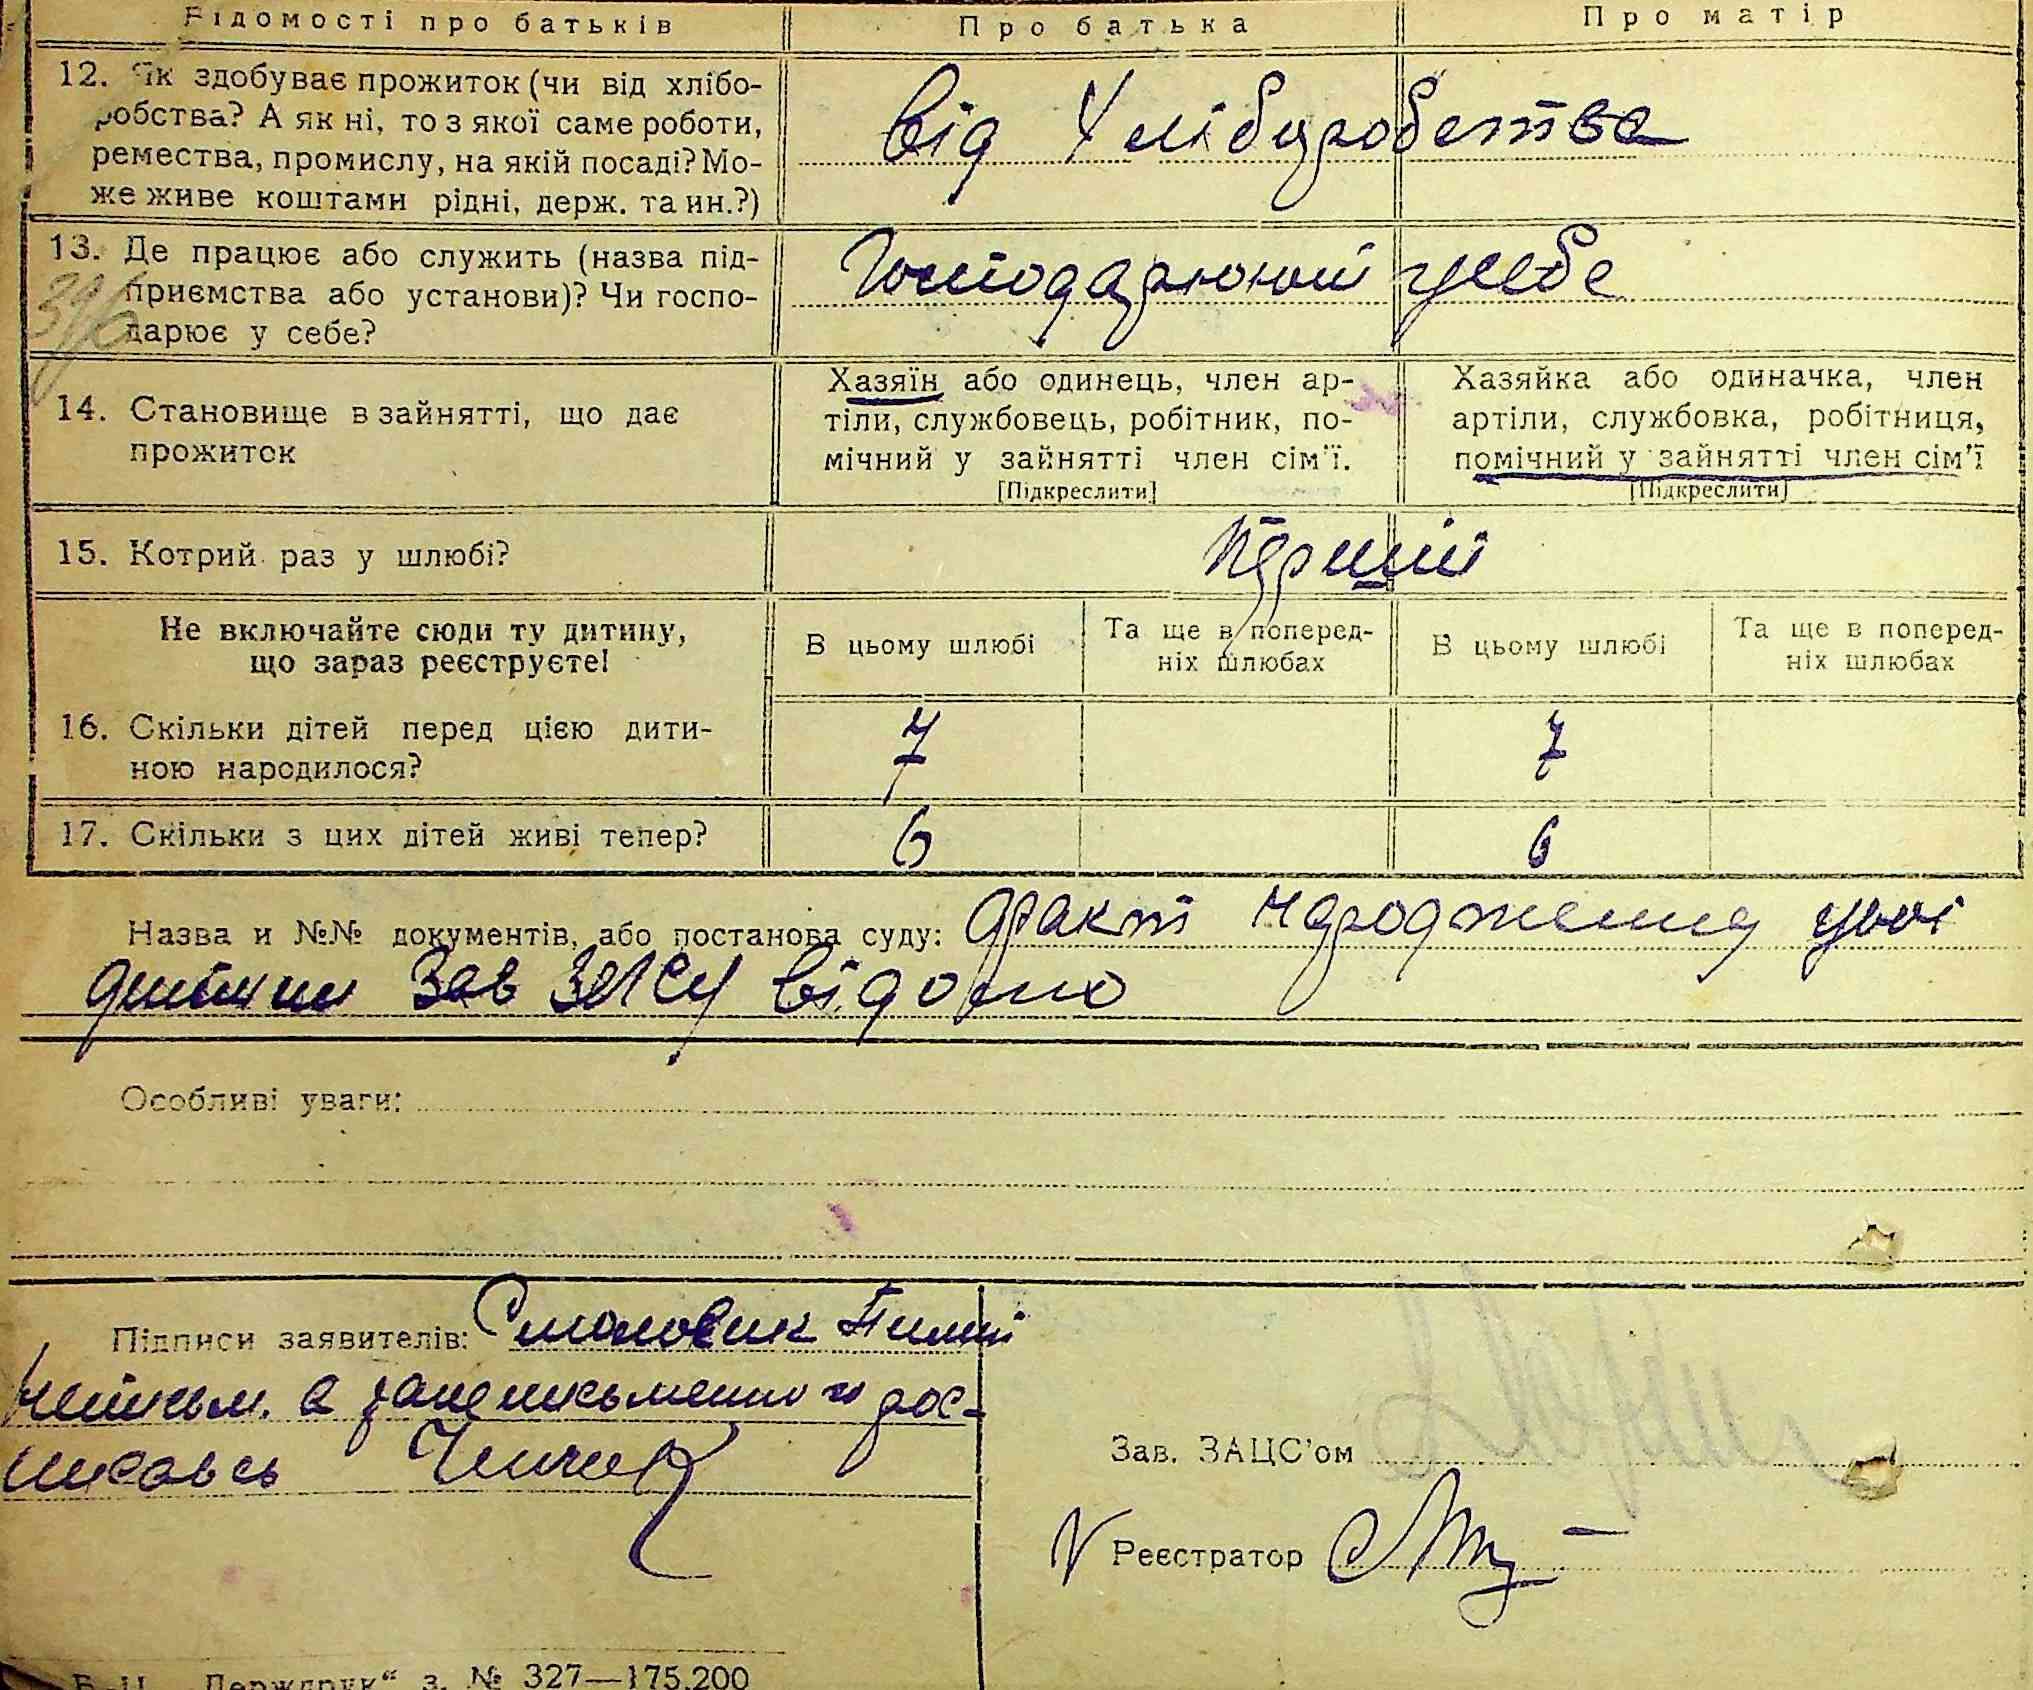 Відомості про батьків Про батька Про матір
12. Як здобуває прожиток (чи від хлібо-
робства? А як ні, то з якої саме роботи,
ремества, промислу, на якій посаді? Мо-
же живе коштами рідні, держ. та ин.?)
від Хліборобства
13. Де працює або служить (назва під-
приємства або установи)? Чи госпо-
дарює у себе?
Господарюють у себе
14. Становище в зайнятті, що дає
прожиток
Хазяїн або одинець, член ар-
тіли, службовець, робітник, по-
мічний у зайнятті член сім'ї.
[Підкреслити]
Хазяйка або одиначка, член
артіли, службовка, робітниця,
помічний у зайнятті член сім'ї
[Підкреслити]
15. Котрий раз у шлюбі?
Перший
Не включайте сюди ту дитину,
що зараз реєструєте!
В цьому шлюбі
Та ще в поперед-
ніх шлюбах
В цьому шлюбі
Та ще в поперед-
ніх шлюбах
16. Скільки дітей перед цією дити-
ною народилося?
7 7
17. Скільки з цих дітей живі тепер?
6 6
Назва и №№ документів, або постанова суду: факт народження цієї
дитини Зав ЗАГСу відомо
Особливі уваги:
Підписи заявителів: Смоловик
неписьм. а за неписьменного рос-
писавсь
Зав. ЗАЦС'ом
V Реєстратор
Б-Ц. „Держдрук“ з. № 327—175.200